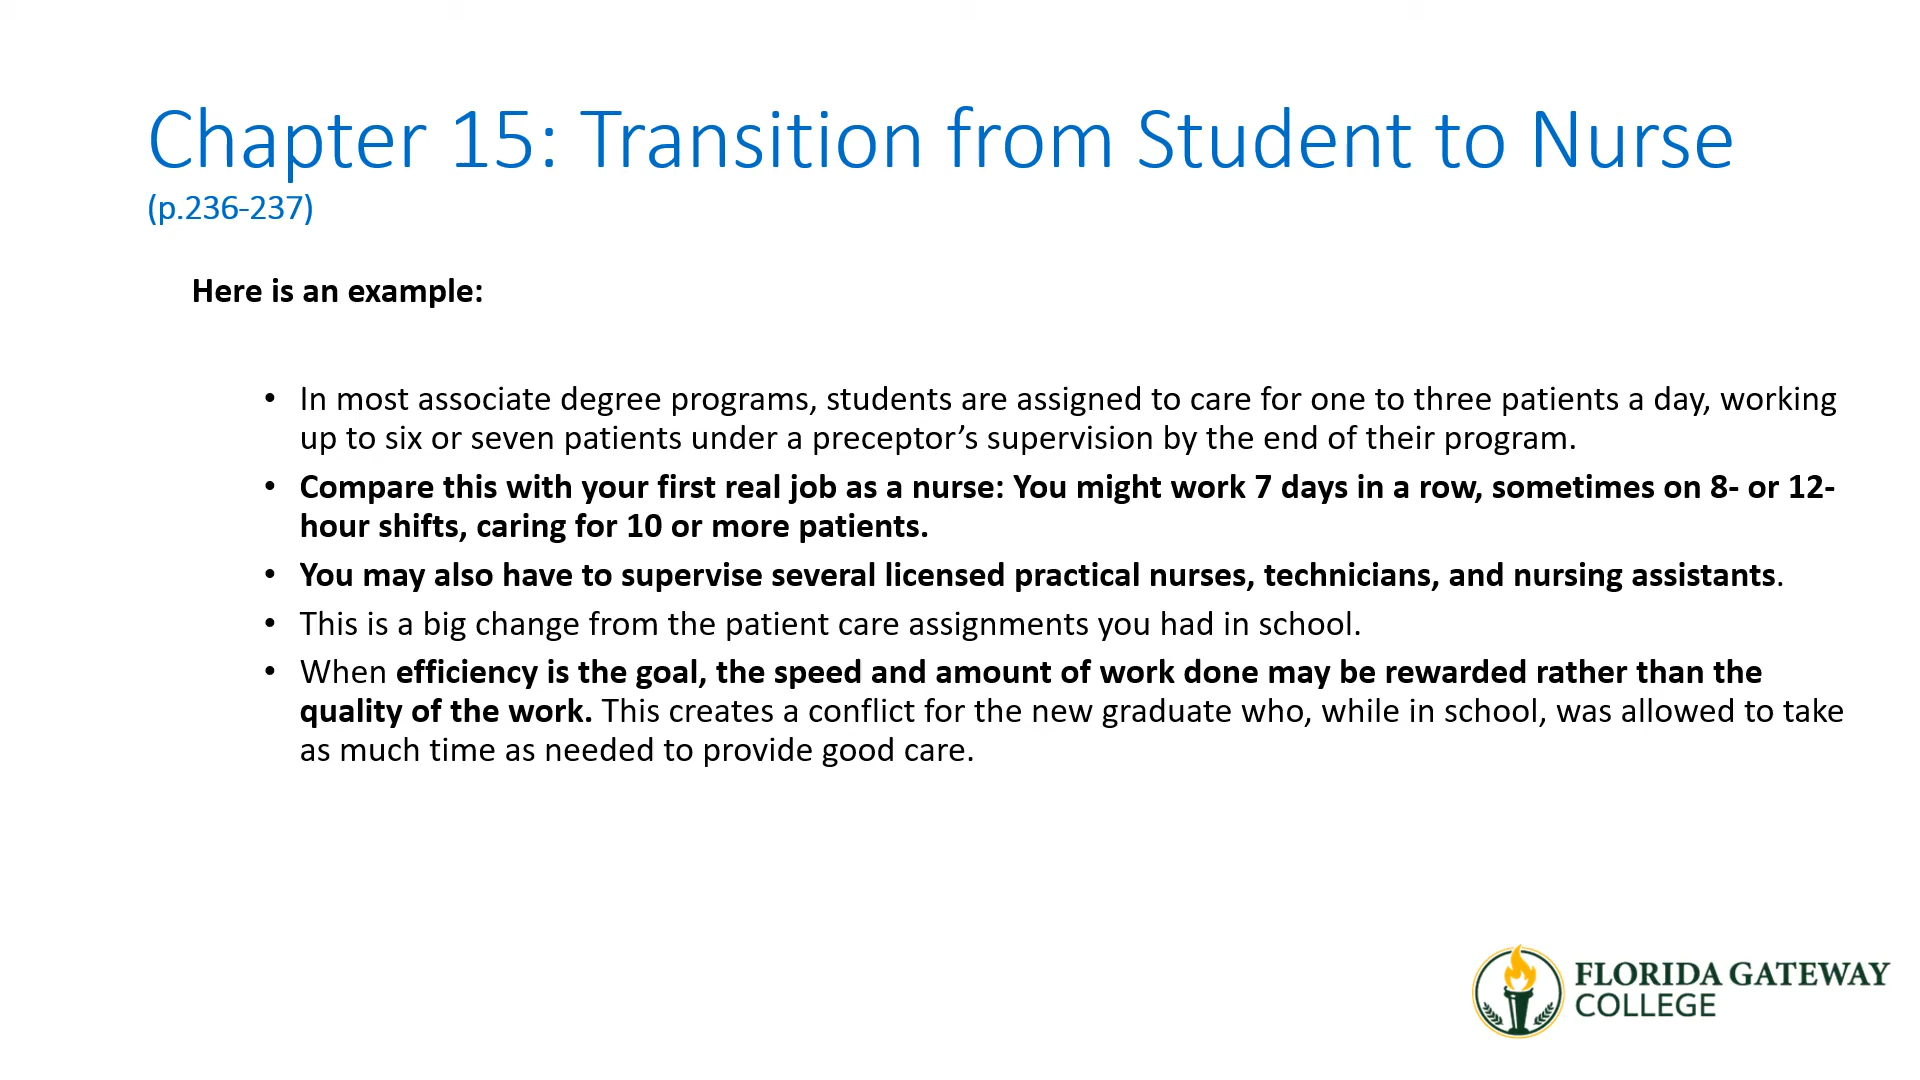 Chapter 15: Transition from Student to Nurse
(p.236-237)
Here is an example:
• In most associate degree programs, students are assigned to care for one to three patients a day, working
up to six or seven patients under a preceptor’s supervision by the end of their program.
• Compare this with your first real job as a nurse: You might work 7 days in a row, sometimes on 8- or 12-
hour shifts, caring for 10 or more patients.
• You may also have to supervise several licensed practical nurses, technicians, and nursing assistants.
• This is a big change from the patient care assignments you had in school.
• When efficiency is the goal, the speed and amount of work done may be rewarded rather than the
quality of the work. This creates a conflict for the new graduate who, while in school, was allowed to take
as much time as needed to provide good care.
FLORIDA GATEWAY
COLLEGE